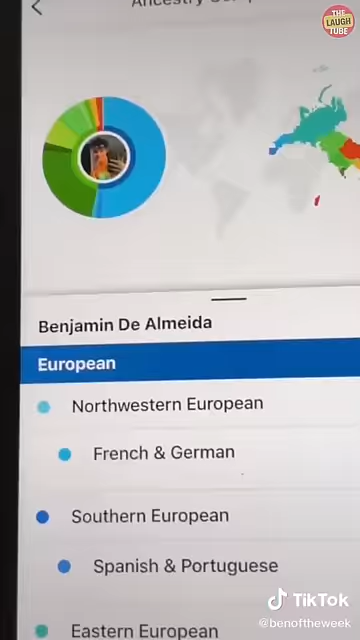 THE
LAUGH
TUBE
Ancestry
Benjamin De Almeida
European
Northwestern European
French & German
Southern European
Spanish & Portuguese
Eastern European
TikTok
@benoftheweek